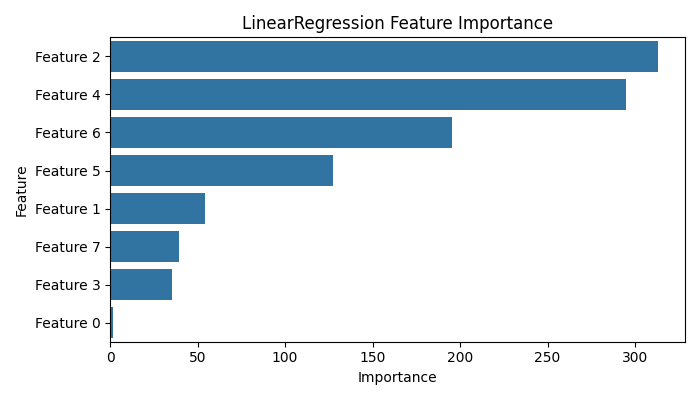 LinearRegression Feature Importance
Feature 2
Feature 4
Feature 6
Feature 5
Feature 1
Feature 7
Feature 3
Feature 0
Feature
0 50 100 150 200 250 300
Importance